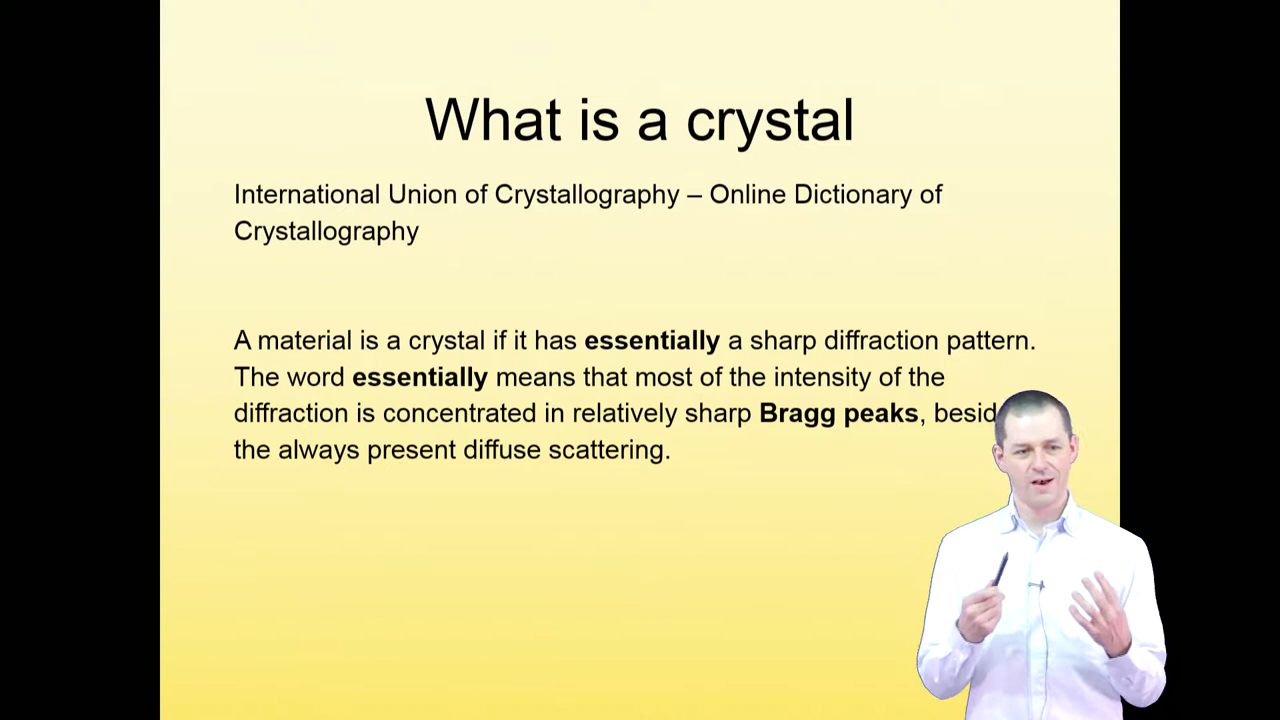 What is a crystal
International Union of Crystallography – Online Dictionary of
Crystallography
A material is a crystal if it has essentially a sharp diffraction pattern.
The word essentially means that most of the intensity of the
diffraction is concentrated in relatively sharp Bragg peaks,
the always present diffuse scattering.